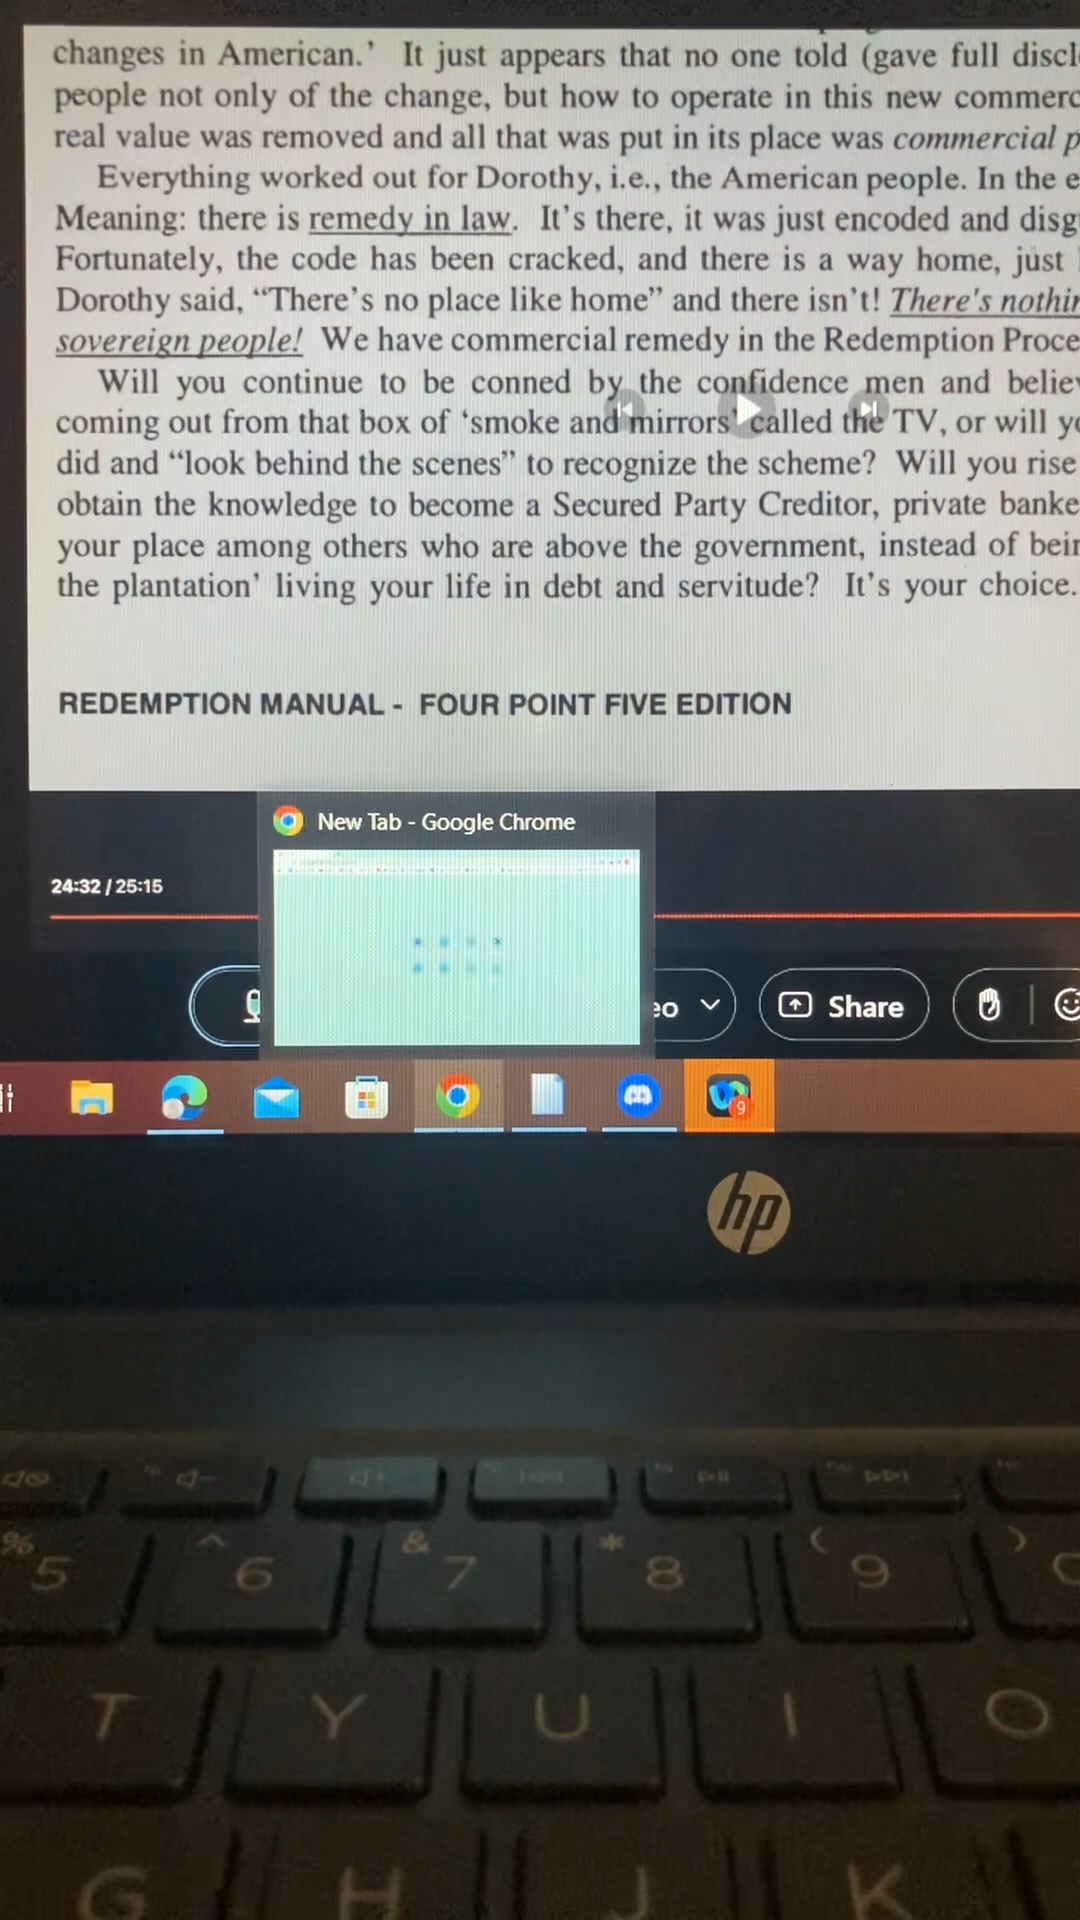 changes in American.’ It just appears that no one told (gave full discl
people not only of the change, but how to operate in this new commerc
real value was removed and all that was put in its place was commercial p
Everything worked out for Dorothy, i.e., the American people. In the e
Meaning: there is remedy in law. It’s there, it was just encoded and disg
Fortunately, the code has been cracked, and there is a way home, just
Dorothy said, “There’s no place like home” and there isn’t! There's nothin
sovereign people! We have commercial remedy in the Redemption Proce
Will you continue to be conned by the confidence men and believ
coming out from that box of ‘smoke and mirrors’ called the TV, or will yo
did and “look behind the scenes” to recognize the scheme? Will you rise
obtain the knowledge to become a Secured Party Creditor, private banke
your place among others who are above the government, instead of bein
the plantation’ living your life in debt and servitude? It’s your choice.
REDEMPTION MANUAL - FOUR POINT FIVE EDITION
New Tab - Google Chrome
24:32 / 25:15
eo Share
9
hp
% 5 ^ 6 & 7 * 8 ( 9 )
T Y U I O
G H J K